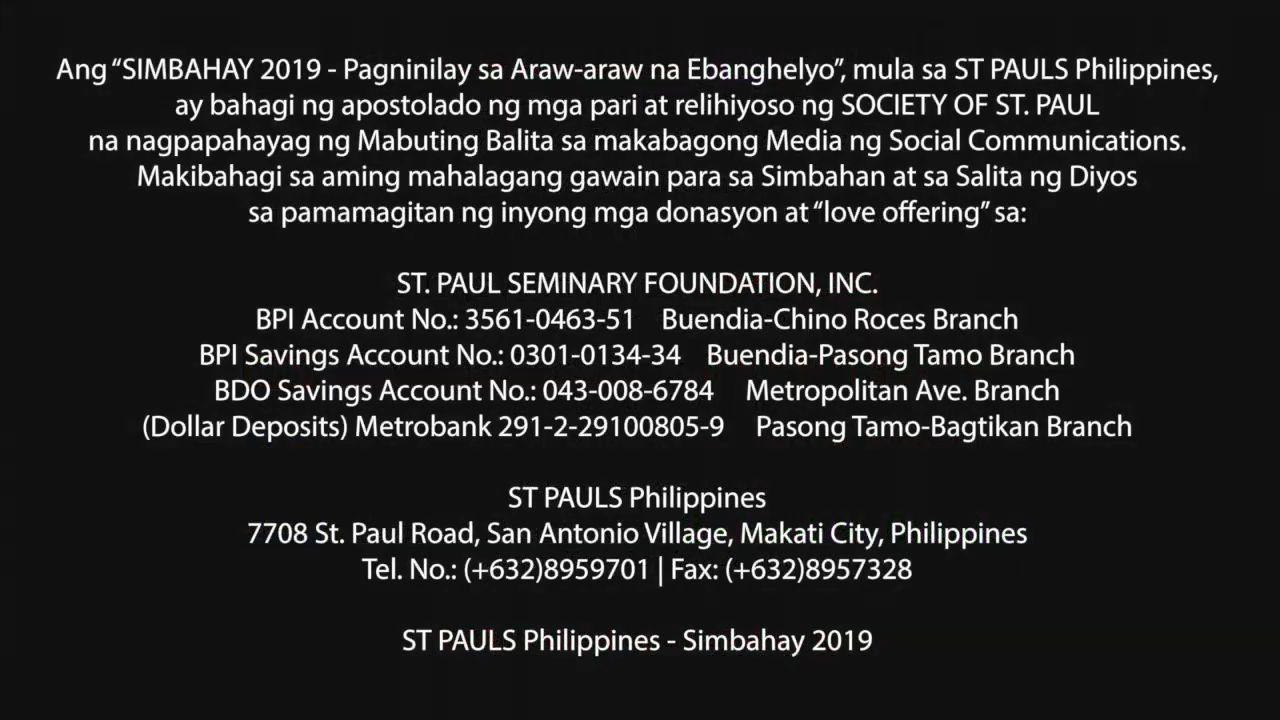 Ang “SIMBAHAY 2019 - Pagninilay sa Araw-araw na Ebanghelyo”, mula sa ST PAULS Philippines,
ay bahagi ng apostolado ng mga pari at relihiyoso ng SOCIETY OF ST. PAUL
na nagpapahayag ng Mabuting Balita sa makabagong Media ng Social Communications.
Makibahagi sa aming mahalagang gawain para sa Simbahan at sa Salita ng Diyos
sa pamamagitan ng inyong mga donasyon at “love offering” sa:
ST. PAUL SEMINARY FOUNDATION, INC.
BPI Account No.: 3561-0463-51 Buendia-Chino Roces Branch
BPI Savings Account No.: 0301-0134-34 Buendia-Pasong Tamo Branch
BDO Savings Account No.: 043-008-6784 Metropolitan Ave. Branch
(Dollar Deposits) Metrobank 291-2-29100805-9 Pasong Tamo-Bagtikan Branch
ST PAULS Philippines
7708 St. Paul Road, San Antonio Village, Makati City, Philippines
Tel. No.: (+632)8959701 | Fax: (+632)8957328
ST PAULS Philippines - Simbahay 2019